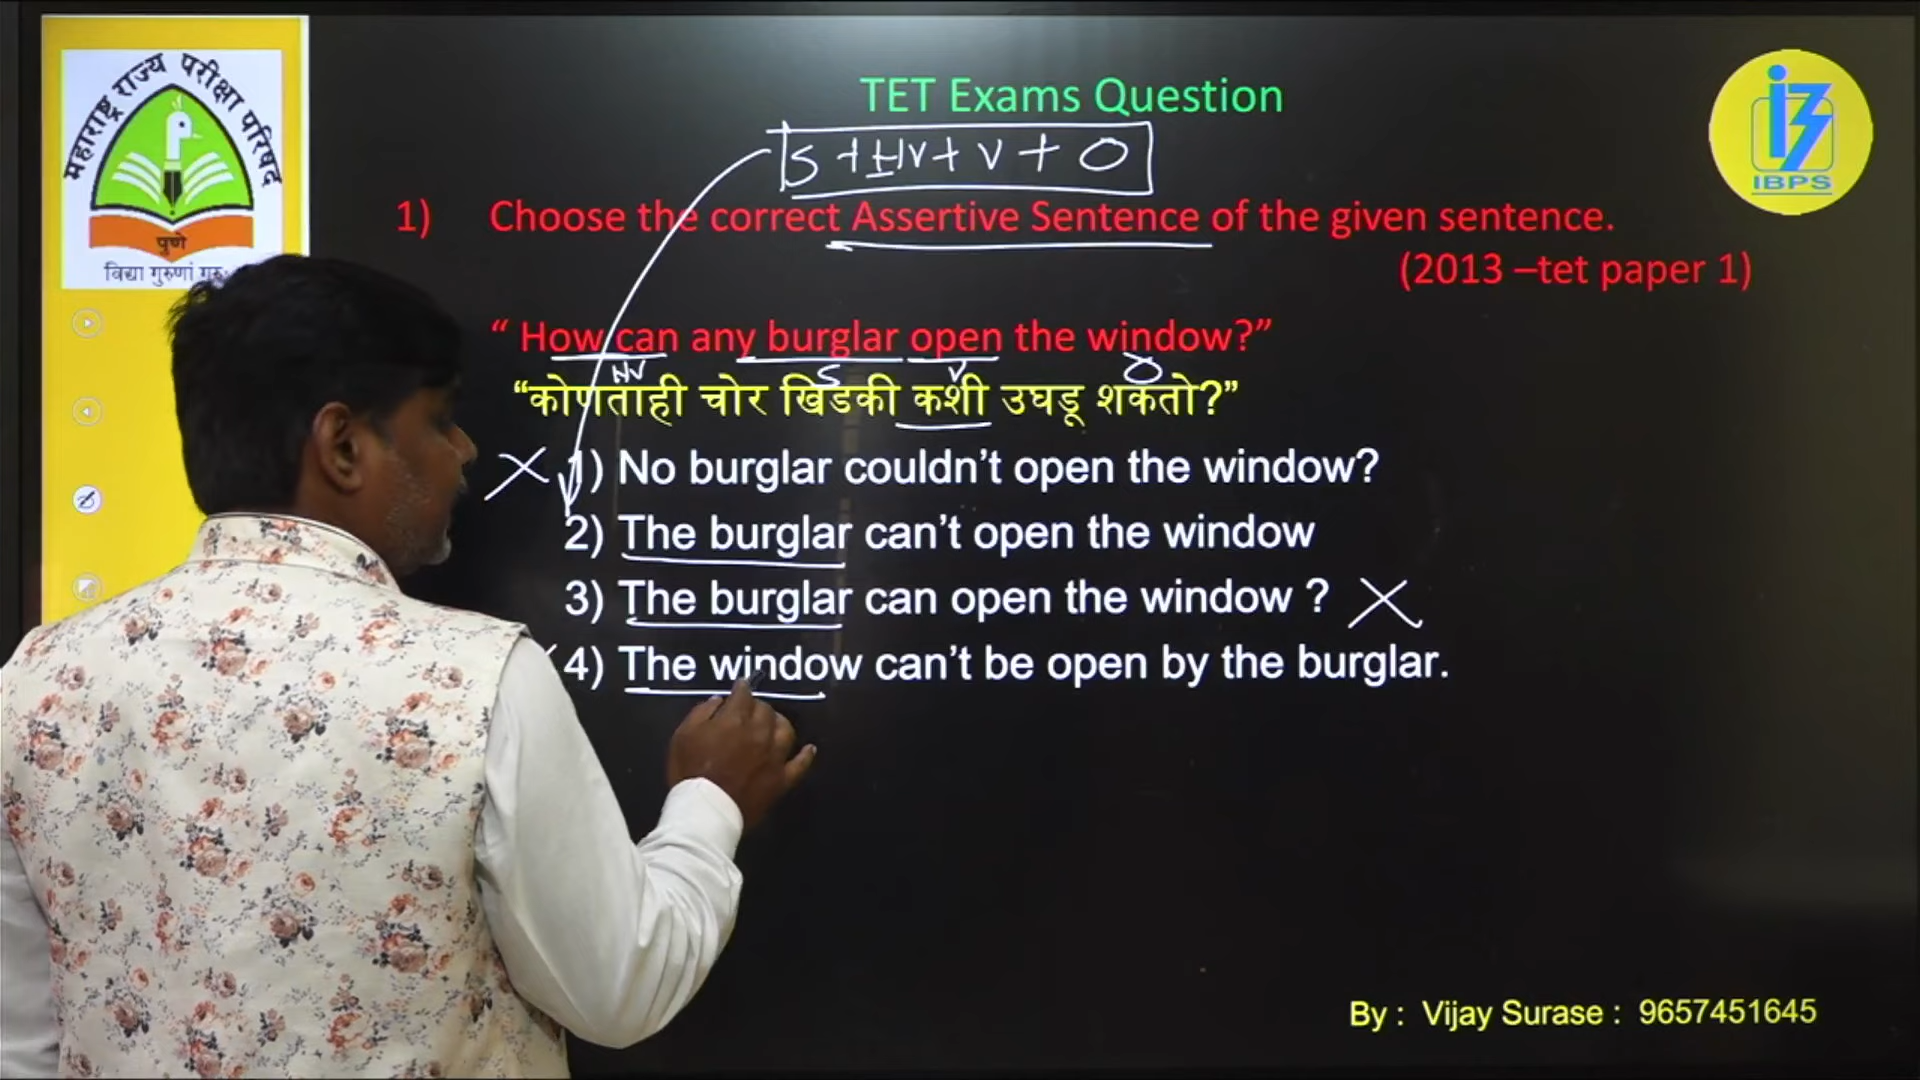 महाराष्ट्र राज्य परीक्षा परिषद
पुणे
विद्या गुरुणां गुरु:
TET Exams Question
IBPS
S + HV + V + O
1) Choose the correct Assertive Sentence of the given sentence.
(2013 –tet paper 1)
“ How can any burglar open the window?”
HV S V O
“कोणताही चोर खिडकी कशी उघडू शकतो?”
1) No burglar couldn’t open the window?
2) The burglar can’t open the window
3) The burglar can open the window ?
4) The window can’t be open by the burglar.
By : Vijay Surase : 9657451645